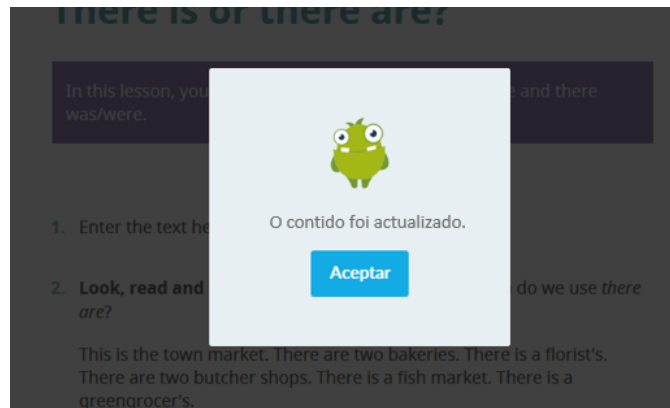 There is or there are?
In this lesson, you
e and there
was/were.
O contido foi actualizado.
Aceptar
1. Enter the text he
2. Look, read and
do we use there
are?
This is the town market. There are two bakeries. There is a florist's.
There are two butcher shops. There is a fish market. There is a
greengrocer's.